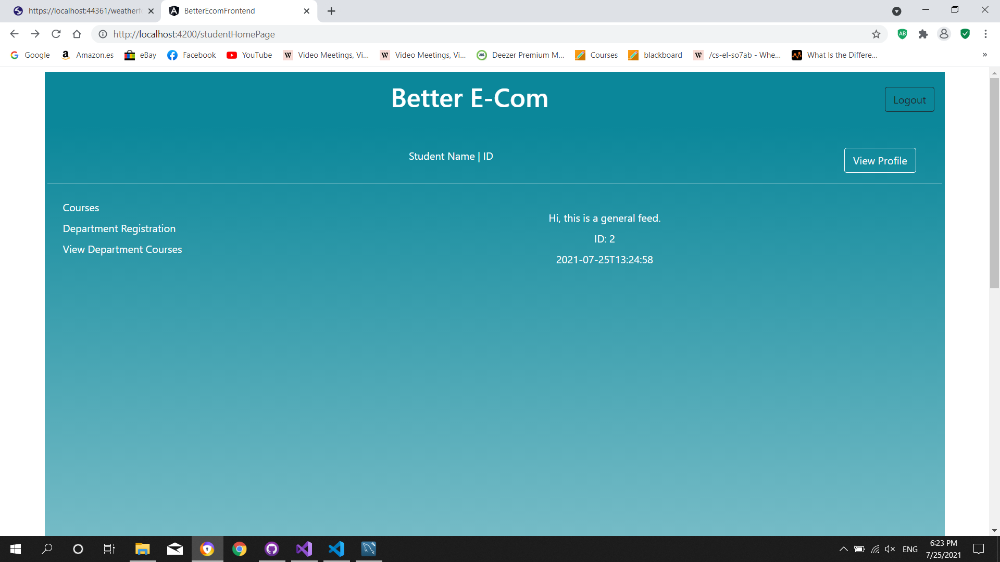 https://localhost:44361/weatherfo
BetterEcomFrontend
http://localhost:4200/studentHomePage
Google
Amazon.es
eBay
Facebook
YouTube
Video Meetings, Vi...
Video Meetings, Vi...
Deezer Premium M...
Courses
blackboard
/cs-el-so7ab - Whe...
What Is the Differe...
»
Better E-Com
Logout
Student Name | ID
View Profile
Courses
Department Registration
View Department Courses
Hi, this is a general feed.
ID: 2
2021-07-25T13:24:58
ENG
6:23 PM
7/25/2021